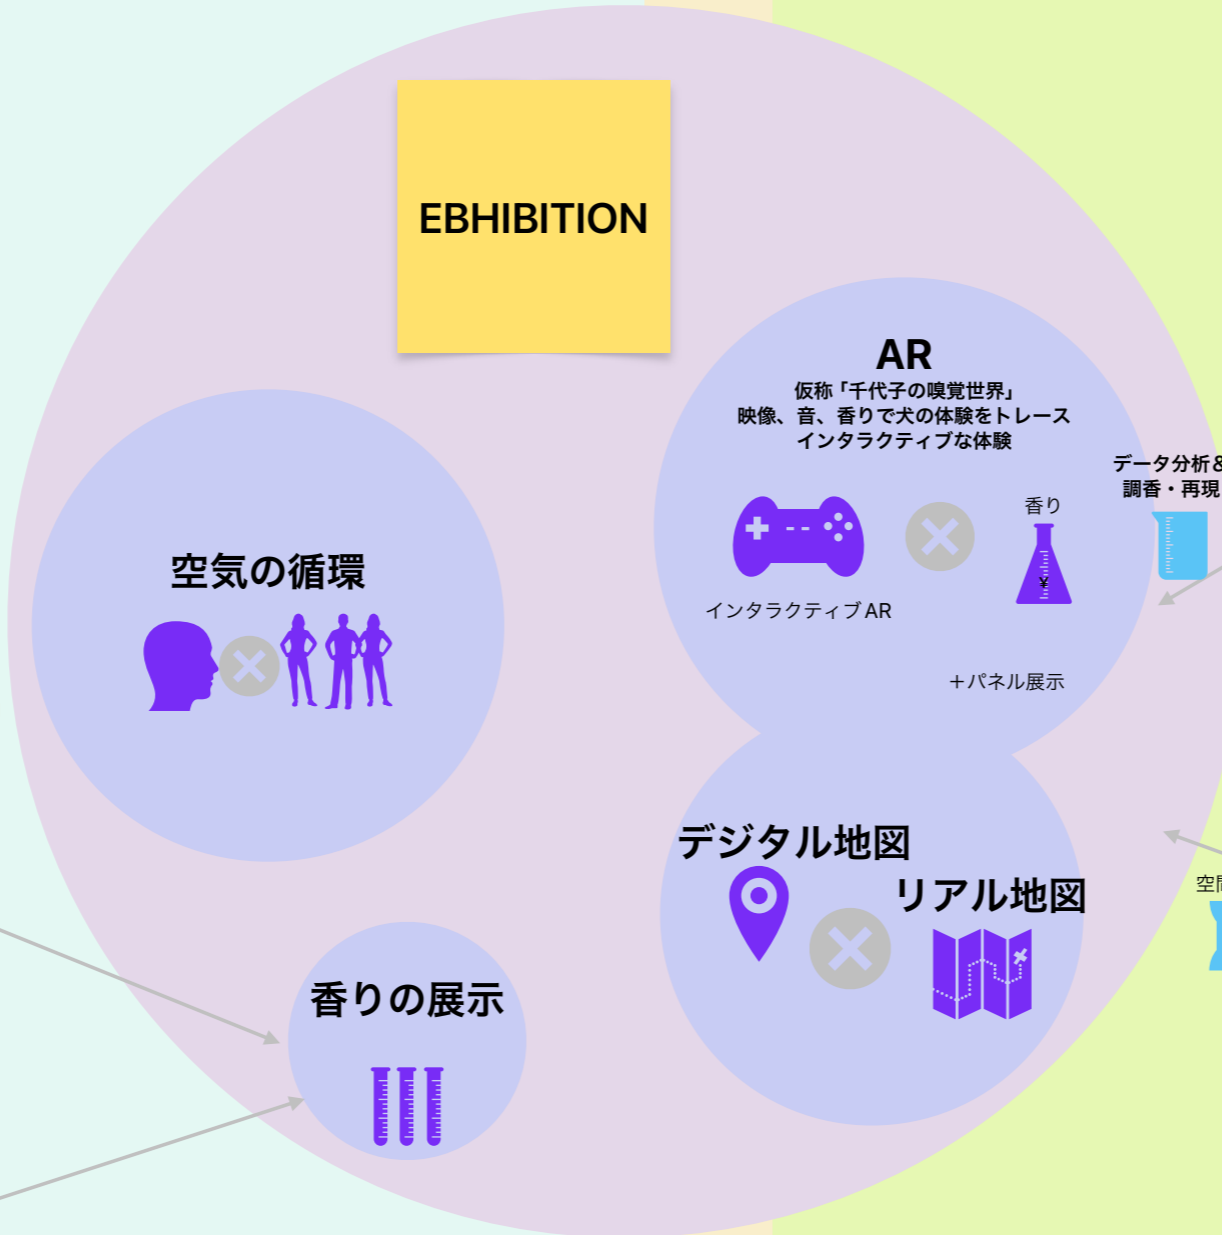 EBHIBITION
AR
仮称「千代子の嗅覚世界」
映像、音、香りで犬の体験をトレース
インタラクティブな体験
データ分析&
調香・再現
香り
¥
インタラクティブAR
+パネル展示
空気の循環
デジタル地図
リアル地図
香りの展示